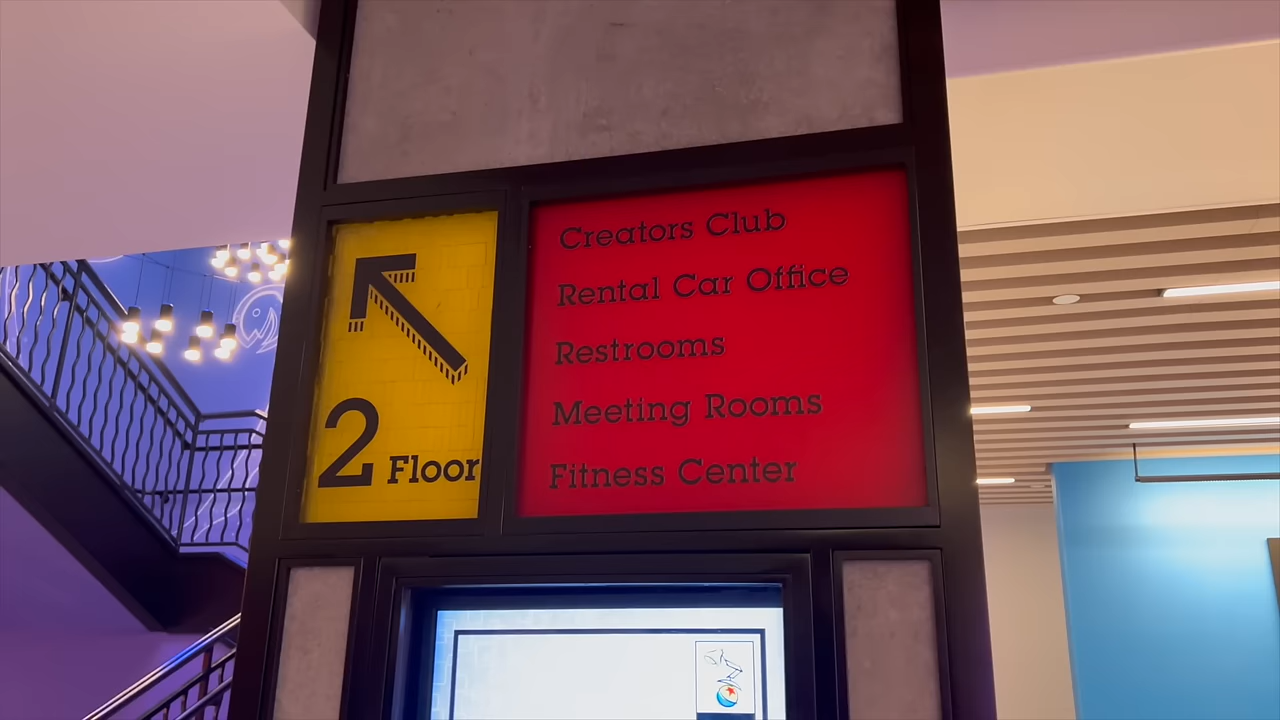 2 Floor
Creators Club
Rental Car Office
Restrooms
Meeting Rooms
Fitness Center